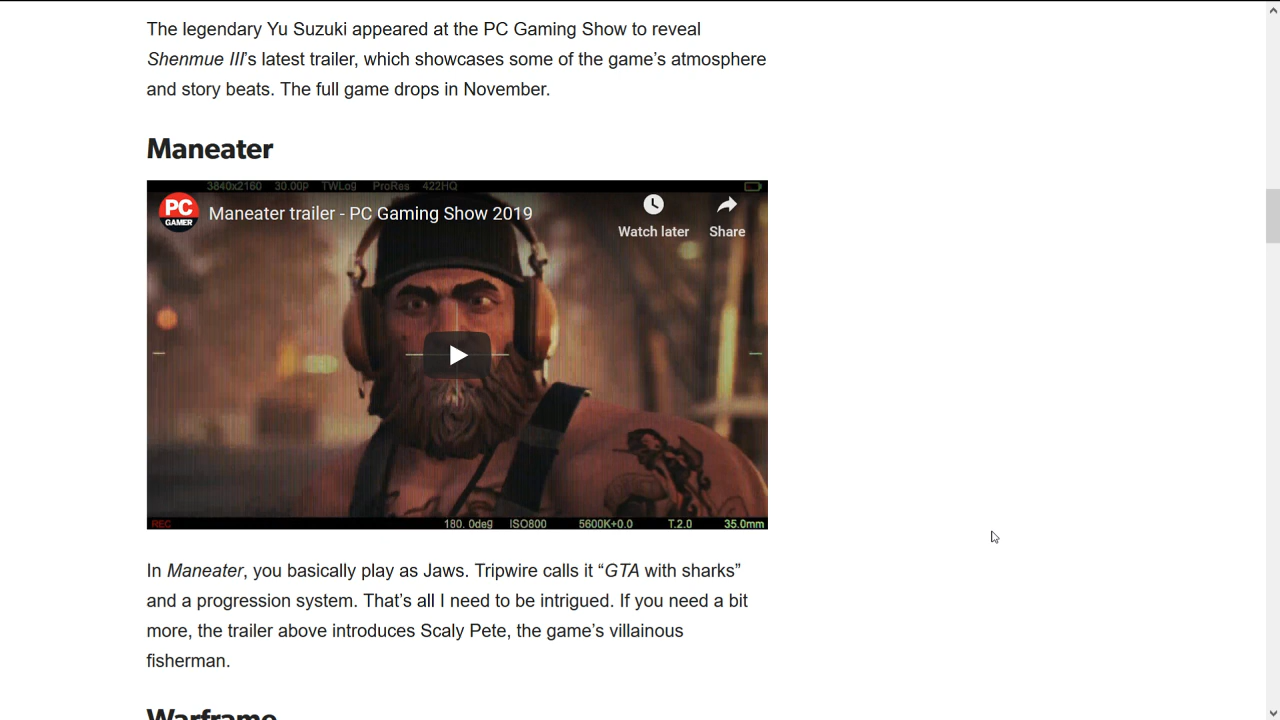 The legendary Yu Suzuki appeared at the PC Gaming Show to reveal
Shenmue III’s latest trailer, which showcases some of the game’s atmosphere
and story beats. The full game drops in November.
Maneater
3840x2160 30.00p TWLog ProRes 422HQ
PC
GAMER
Maneater trailer - PC Gaming Show 2019
Watch later
Share
REC 180. 0deg ISO800 5600K+0.0 T.2.0 35.0mm
In Maneater, you basically play as Jaws. Tripwire calls it “GTA with sharks”
and a progression system. That’s all I need to be intrigued. If you need a bit
more, the trailer above introduces Scaly Pete, the game’s villainous
fisherman.
Warframe